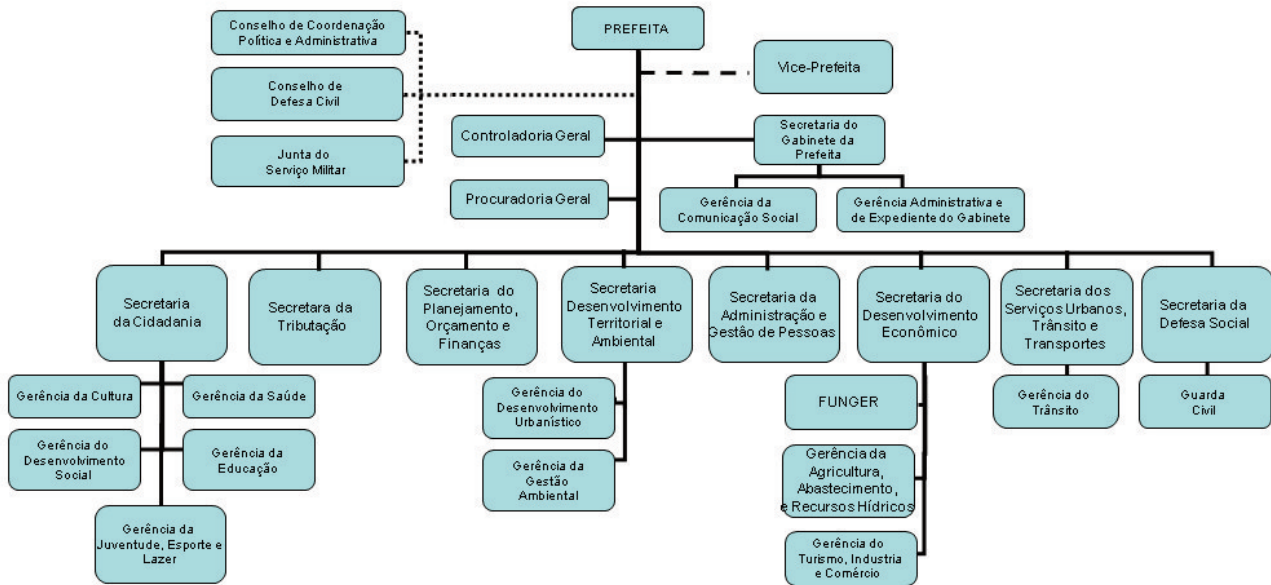 Conselho de Coordenação
Política e Administrativa
PREFEITA
Vice-Prefeita
Conselho de
Defesa Civil
Controladoria Geral
Secretaria do
Gabinete da
Prefeita
Junta do
Serviço Militar
Procuradoria Geral
Gerência da
Comunicação Social
Gerência Administrativa e
de Expediente do Gabinete
Secretaria
da Cidadania
Secretara da
Tributação
Secretaria do
Planejamento,
Orçamento e
Finanças
Secretaria
Desenvolvimento
Territorial e
Ambiental
Secretaria da
Administração e
Gestão de Pessoas
Secretaria do
Desenvolvimento
Econômico
Secretaria dos
Serviços Urbanos,
Trânsito e
Transportes
Secretaria da
Defesa Social
Gerência da Cultura
Gerência da Saúde
Gerência do
Desenvolvimento
Social
Gerência da
Educação
Gerência da
Juventude, Esporte e
Lazer
Gerência do
Desenvolvimento
Urbanístico
Gerência da
Gestão
Ambiental
FUNGER
Gerência da
Agricultura,
Abastecimento,
e Recursos Hídricos
Gerência do
Turismo, Industria
e Comércio
Gerência do
Trânsito
Guarda
Civil